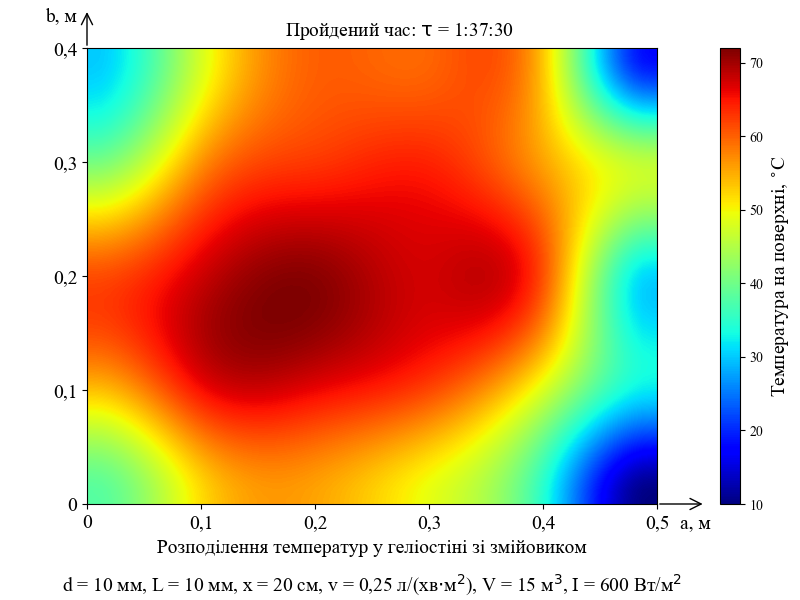 b, м
Пройдений час: τ = 1:37:30
0,4
0,3
0,2
0,1
0
0 0,1 0,2 0,3 0,4 0,5 a, м
70
60
50
40
30
20
10
Температура на поверхні, °C
Розподілення температур у геліостіні зі змійовиком
d = 10 мм, L = 10 мм, x = 20 см, v = 0,25 л/(хв·м²), V = 15 м³, I = 600 Вт/м²